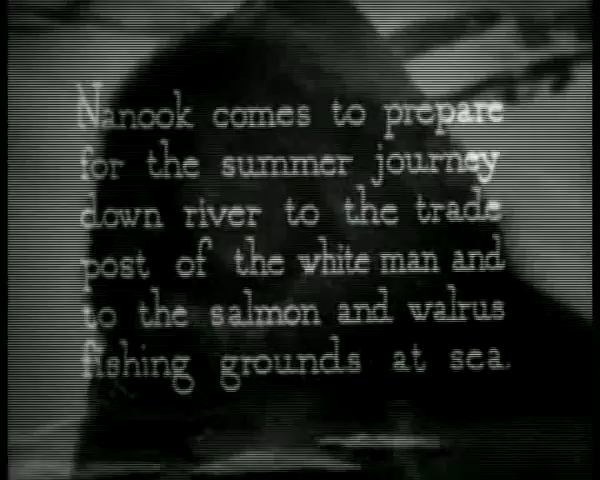 Nanook comes to prepare
for the summer journey
down river to the trade
post of the white man and
to the salmon and walrus
fishing grounds at sea.